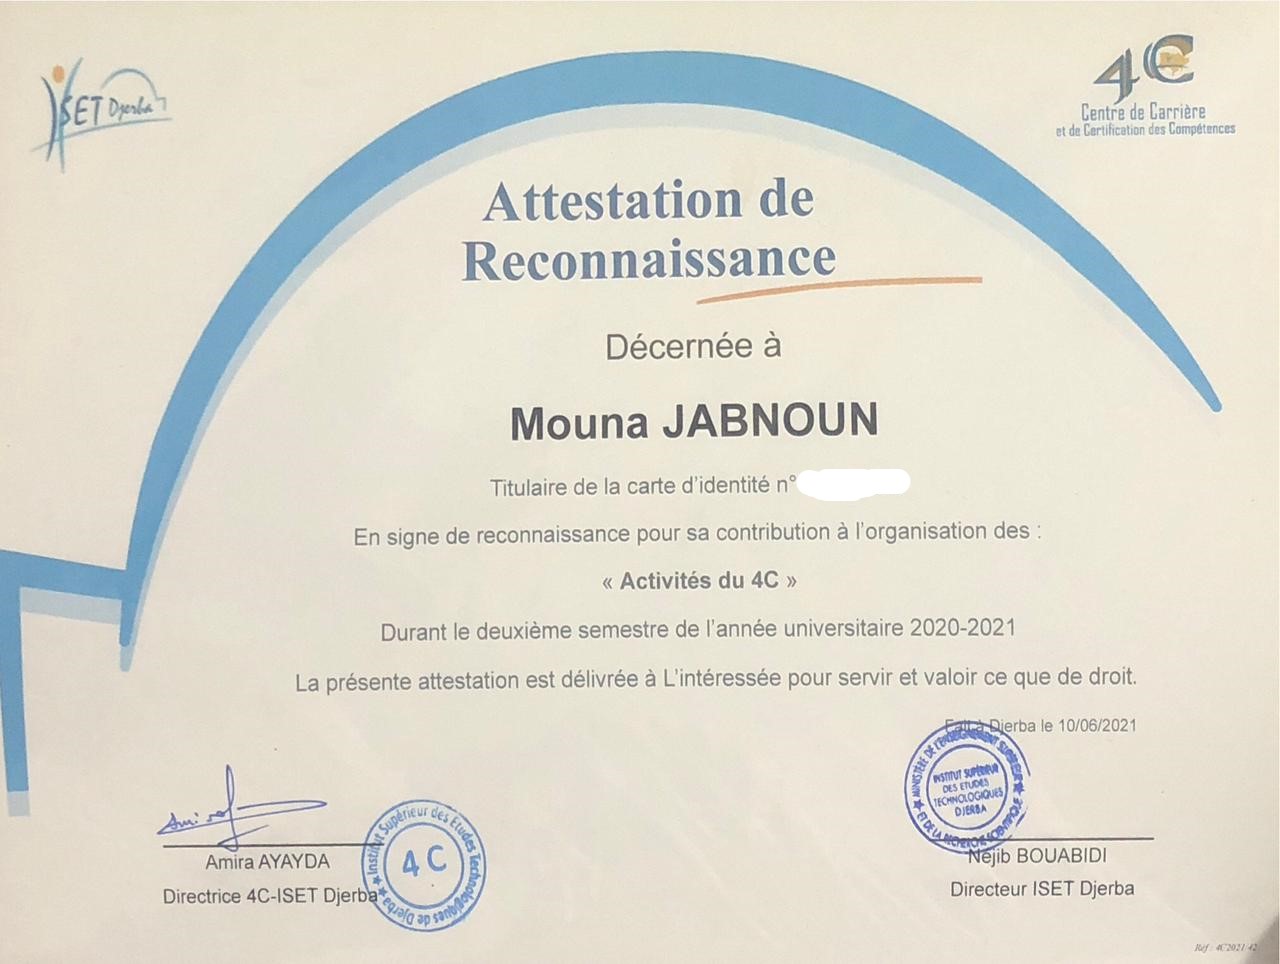 ISET Djerba
4C
Centre de Carrière
et de Certification des Compétences
Attestation de
Reconnaissance
Décernée à
Mouna JABNOUN
Titulaire de la carte d'identité n°
En signe de reconnaissance pour sa contribution à l'organisation des :
« Activités du 4C »
Durant le deuxième semestre de l'année universitaire 2020-2021
La présente attestation est délivrée à L'intéressée pour servir et valoir ce que de droit.
Fait à Djerba le 10/06/2021
MINISTÈRE DE L'ENSEIGNEMENT SUPÉRIEUR
ET DE LA RECHERCHE SCIENTIFIQUE
INSTITUT SUPÉRIEUR
DES ETUDES
TECHNOLOGIQUES
DJERBA
Amira AYAYDA
Directrice 4C-ISET Djerba
Institut Supérieur des Etudes Technologiques de Djerba
4C
Nejib BOUABIDI
Directeur ISET Djerba
Réf : 4C2021/42